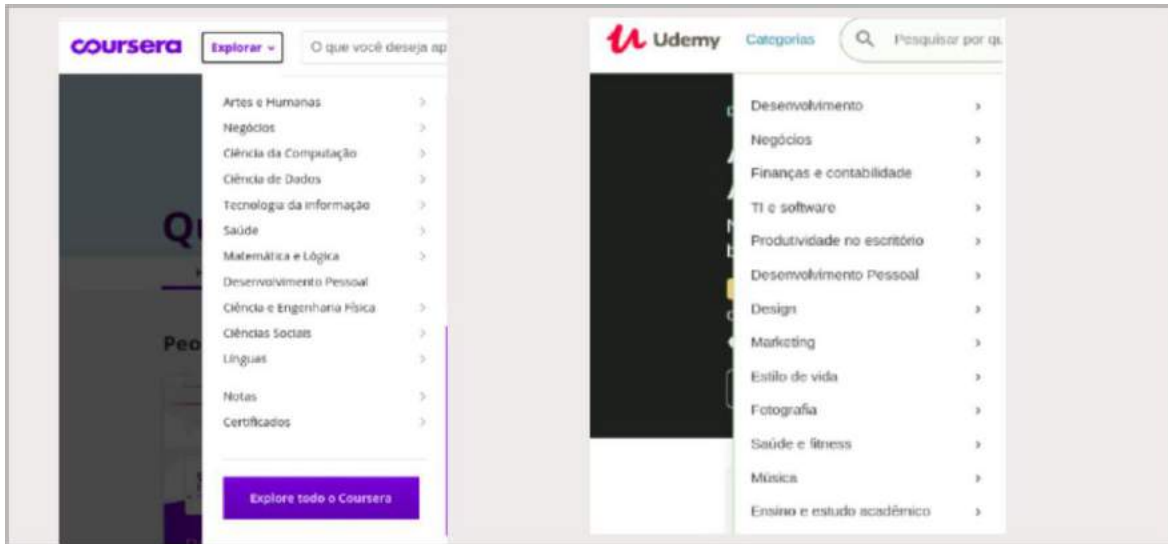 coursera
Explorar
O que você deseja ap
Artes e Humanas
Negócios
Ciência da Computação
Ciência de Dados
Tecnologia da informação
Saúde
Matemática e Lógica
Desenvolvimento Pessoal
Ciência e Engenharia Física
Ciências Sociais
Línguas
Notas
Certificados
Explore todo o Coursera
Qu
Peo
Udemy
Categorias
Pesquisar por qu
Desenvolvimento
Negócios
Finanças e contabilidade
TI e software
Produtividade no escritório
Desenvolvimento Pessoal
Design
Marketing
Estilo de vida
Fotografia
Saúde e fitness
Música
Ensino e estudo acadêmico